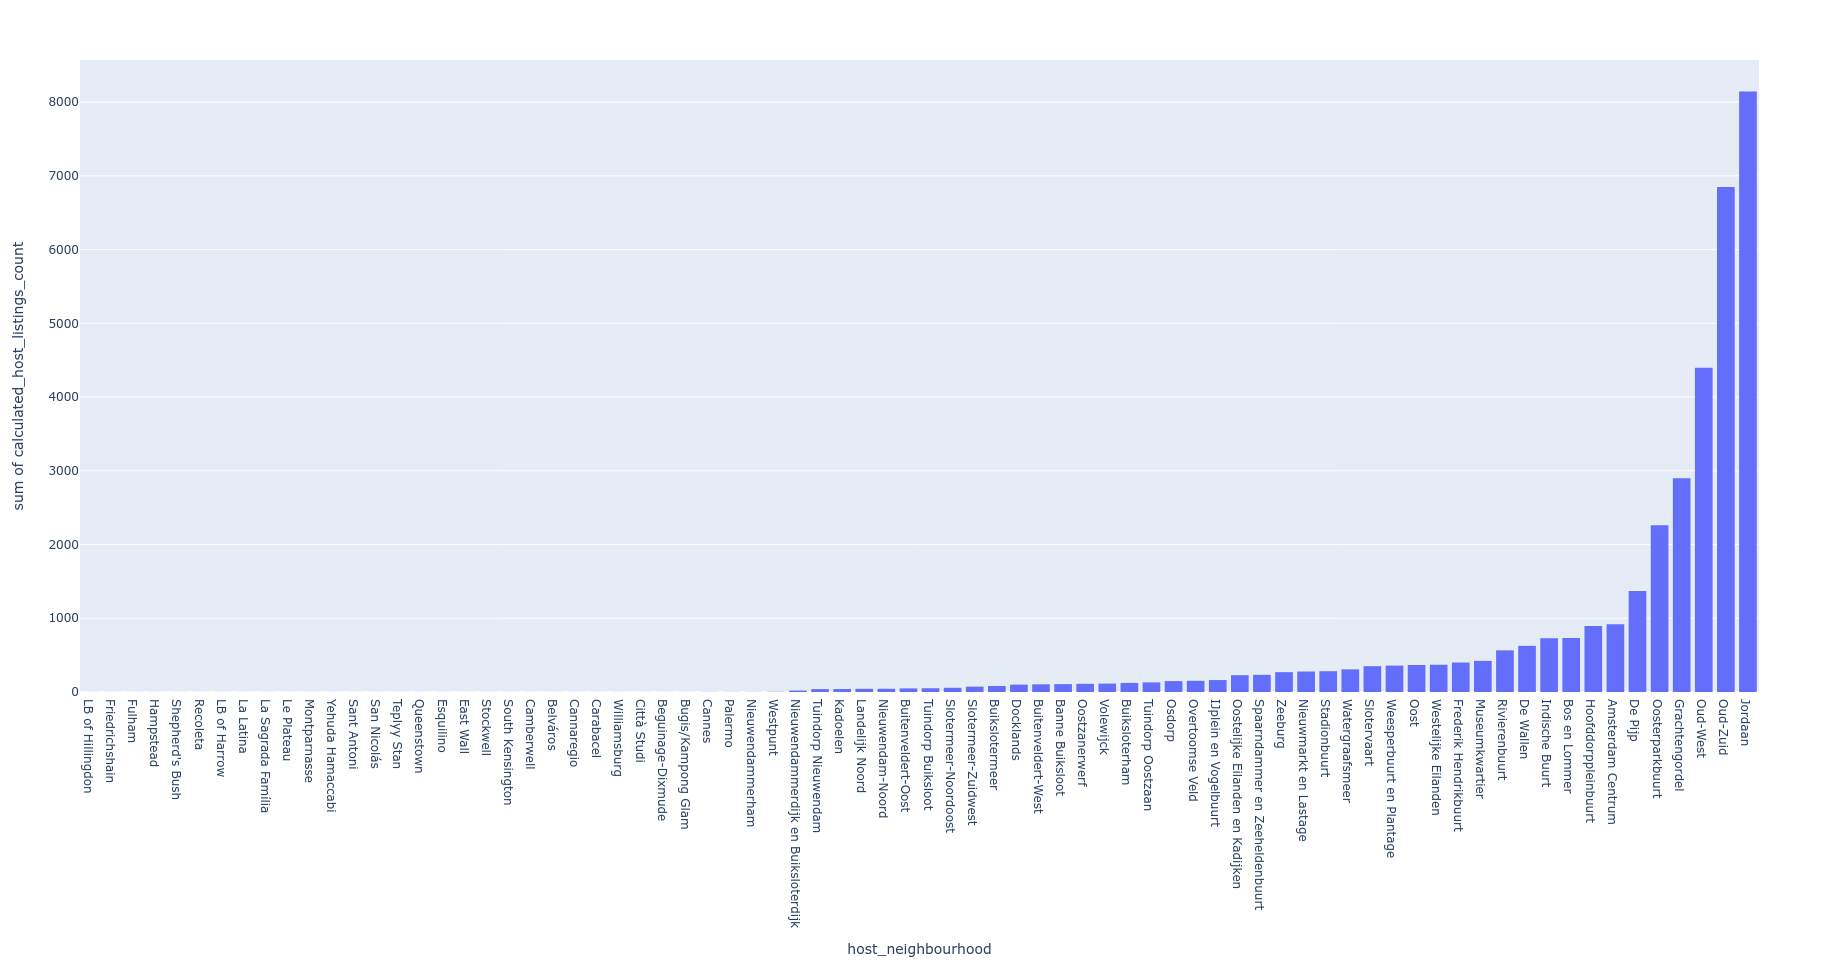 sum of calculated_host_listings_count
8000
7000
6000
5000
4000
3000
2000
1000
0
LB of Hillingdon
Friedrichshain
Fulham
Hampstead
Shepherd's Bush
Recoleta
LB of Harrow
La Latina
La Sagrada Família
Le Plateau
Montparnasse
Yehuda Hamaccabi
Sant Antoni
San Nicolás
Teplyy Stan
Queenstown
Esquilino
East Wall
Stockwell
South Kensington
Camberwell
Belváros
Cannaregio
Carabacel
Williamsburg
Città Studi
Beguinage-Dixmude
Bugis/Kampong Glam
Cannes
Palermo
Nieuwendammerham
Westpunt
Nieuwendammerdijk en Buiksloterdijk
Tuindorp Nieuwendam
Kadoelen
Landelijk Noord
Nieuwendam-Noord
Buitenveldert-Oost
Tuindorp Buiksloot
Slotermeer-Noordoost
Slotermeer-Zuidwest
Buikslotermeer
Docklands
Buitenveldert-West
Banne Buiksloot
Oostzanerwerf
Volewijck
Buiksloterham
Tuindorp Oostzaan
Osdorp
Overtoomse Veld
IJplein en Vogelbuurt
Oostelijke Eilanden en Kadijken
Spaarndammer en Zeeheldenbuurt
Zeeburg
Nieuwmarkt en Lastage
Stadionbuurt
Watergraafsmeer
Slotervaart
Weesperbuurt en Plantage
Oost
Westelijke Eilanden
Frederik Hendrikbuurt
Museumkwartier
Rivierenbuurt
De Wallen
Indische Buurt
Bos en Lommer
Hoofddorppleinbuurt
Amsterdam Centrum
De Pijp
Oosterparkbuurt
Grachtengordel
Oud-West
Oud-Zuid
Jordaan
host_neighbourhood